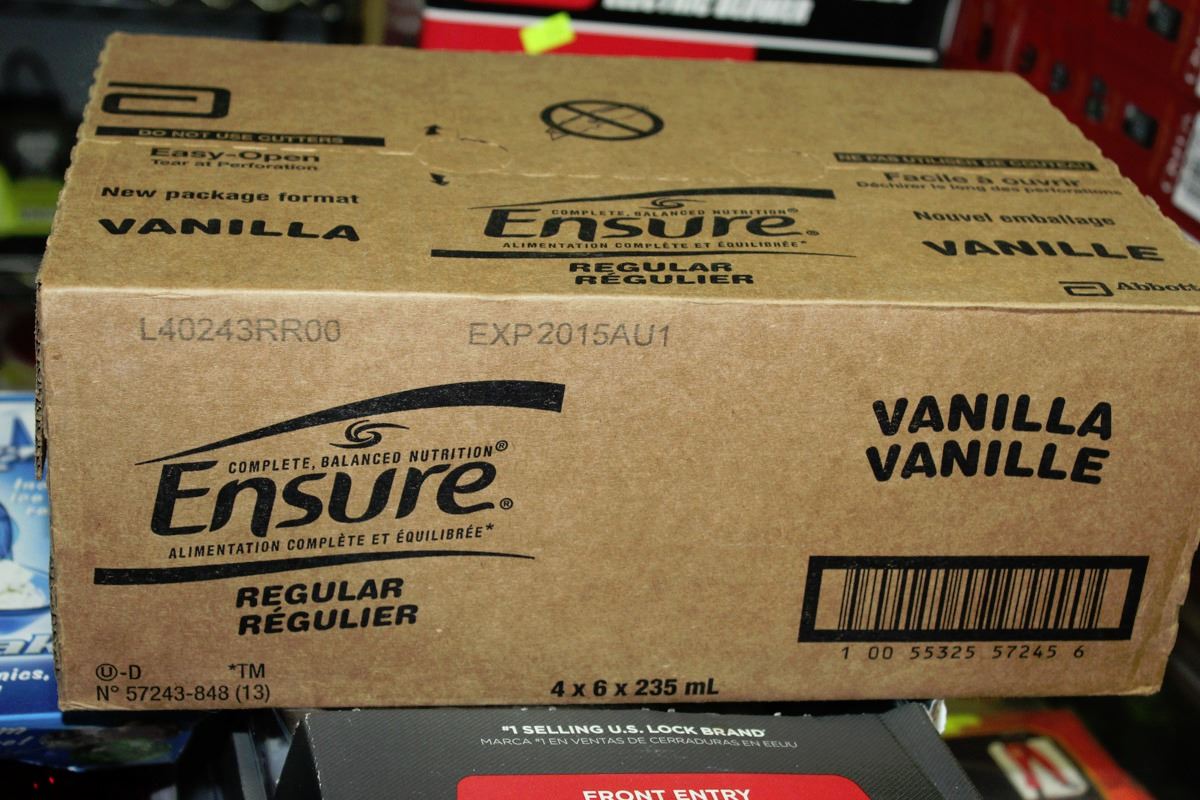 ELECTRIC BLOWER
DO NOT USE CUTTERS
Easy-Open
Tear at Perforation
New package format
VANILLA
COMPLETE, BALANCED NUTRITION®
Ensure®
ALIMENTATION COMPLÈTE ET ÉQUILIBRÉE*
REGULAR
RÉGULIER
NE PAS UTILISER DE COUTEAU
Facile à ouvrir
Déchirer le long des perforations
Nouvel emballage
VANILLE
Abbott
L40243RR00 EXP2015AU1
COMPLETE, BALANCED NUTRITION®
Ensure®
ALIMENTATION COMPLÈTE ET ÉQUILIBRÉE*
REGULAR
RÉGULIER
VANILLA
VANILLE
1 00 55325 57245 6
Ⓤ-D *TM
N° 57243-848 (13)
4 x 6 x 235 mL
#1 SELLING U.S. LOCK BRAND
MARCA #1 EN VENTAS DE CERRADURAS EN EEUU
FRONT ENTRY